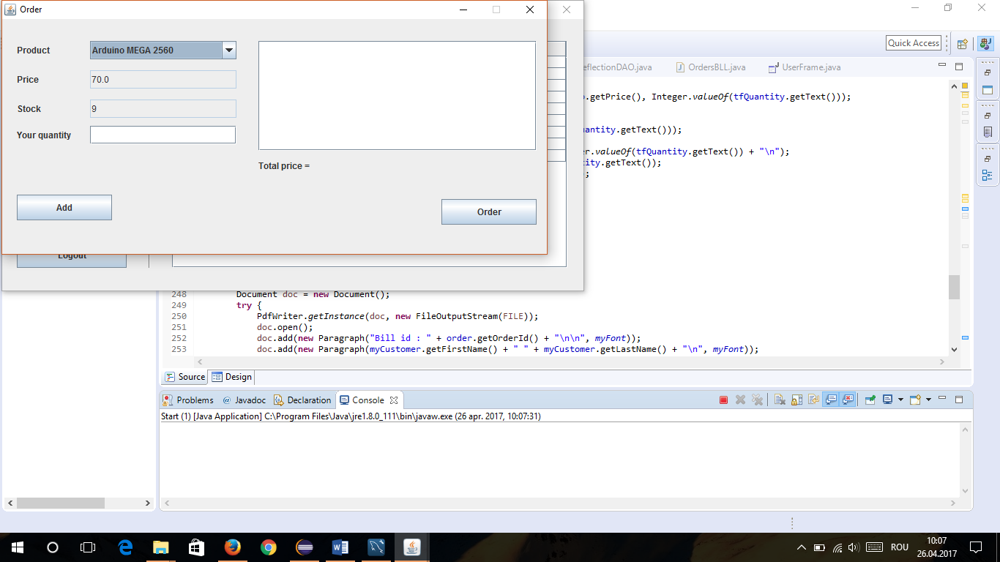 Order
Product
Arduino MEGA 2560
Price
70.0
Stock
9
Your quantity
Total price =
Add
Order
Logout
Quick Access
eflectionDAO.java
OrdersBLL.java
UserFrame.java
.getPrice(), Integer.valueOf(tfQuantity.getText()));
antity.getText()));
r.valueOf(tfQuantity.getText()) + "\n");
ity.getText());
;
248 Document doc = new Document();
249 try {
250 PdfWriter.getInstance(doc, new FileOutputStream(FILE));
251 doc.open();
252 doc.add(new Paragraph("Bill id : " + order.getOrderId() + "\n\n", myFont));
253 doc.add(new Paragraph(myCustomer.getFirstName() + " " + myCustomer.getLastName() + "\n", myFont));
Source Design
Problems @ Javadoc Declaration Console
Start (1) [Java Application] C:\Program Files\Java\jre1.8.0_111\bin\javaw.exe (26 apr. 2017, 10:07:31)
ROU
10:07
26.04.2017